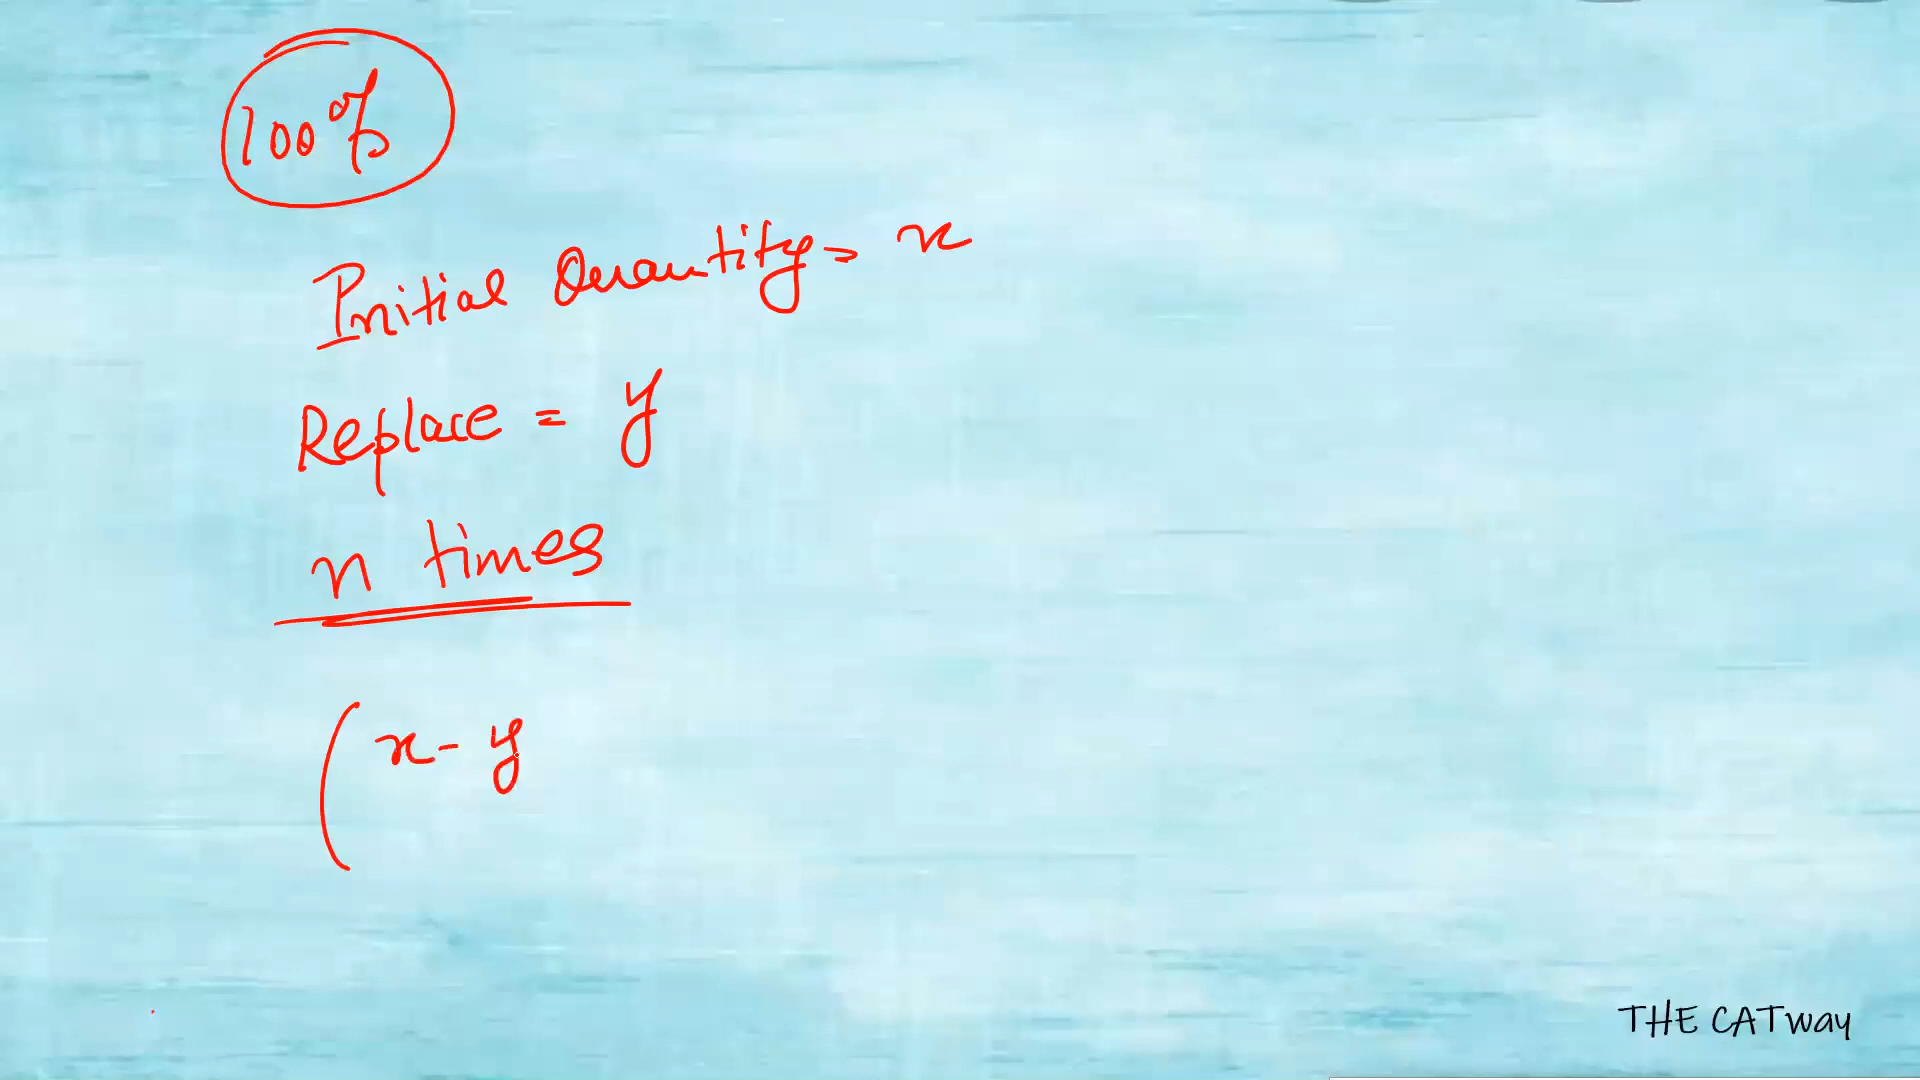 100%
Initial Quantity = x
Replace = y
n times
(x - y
THE CATway